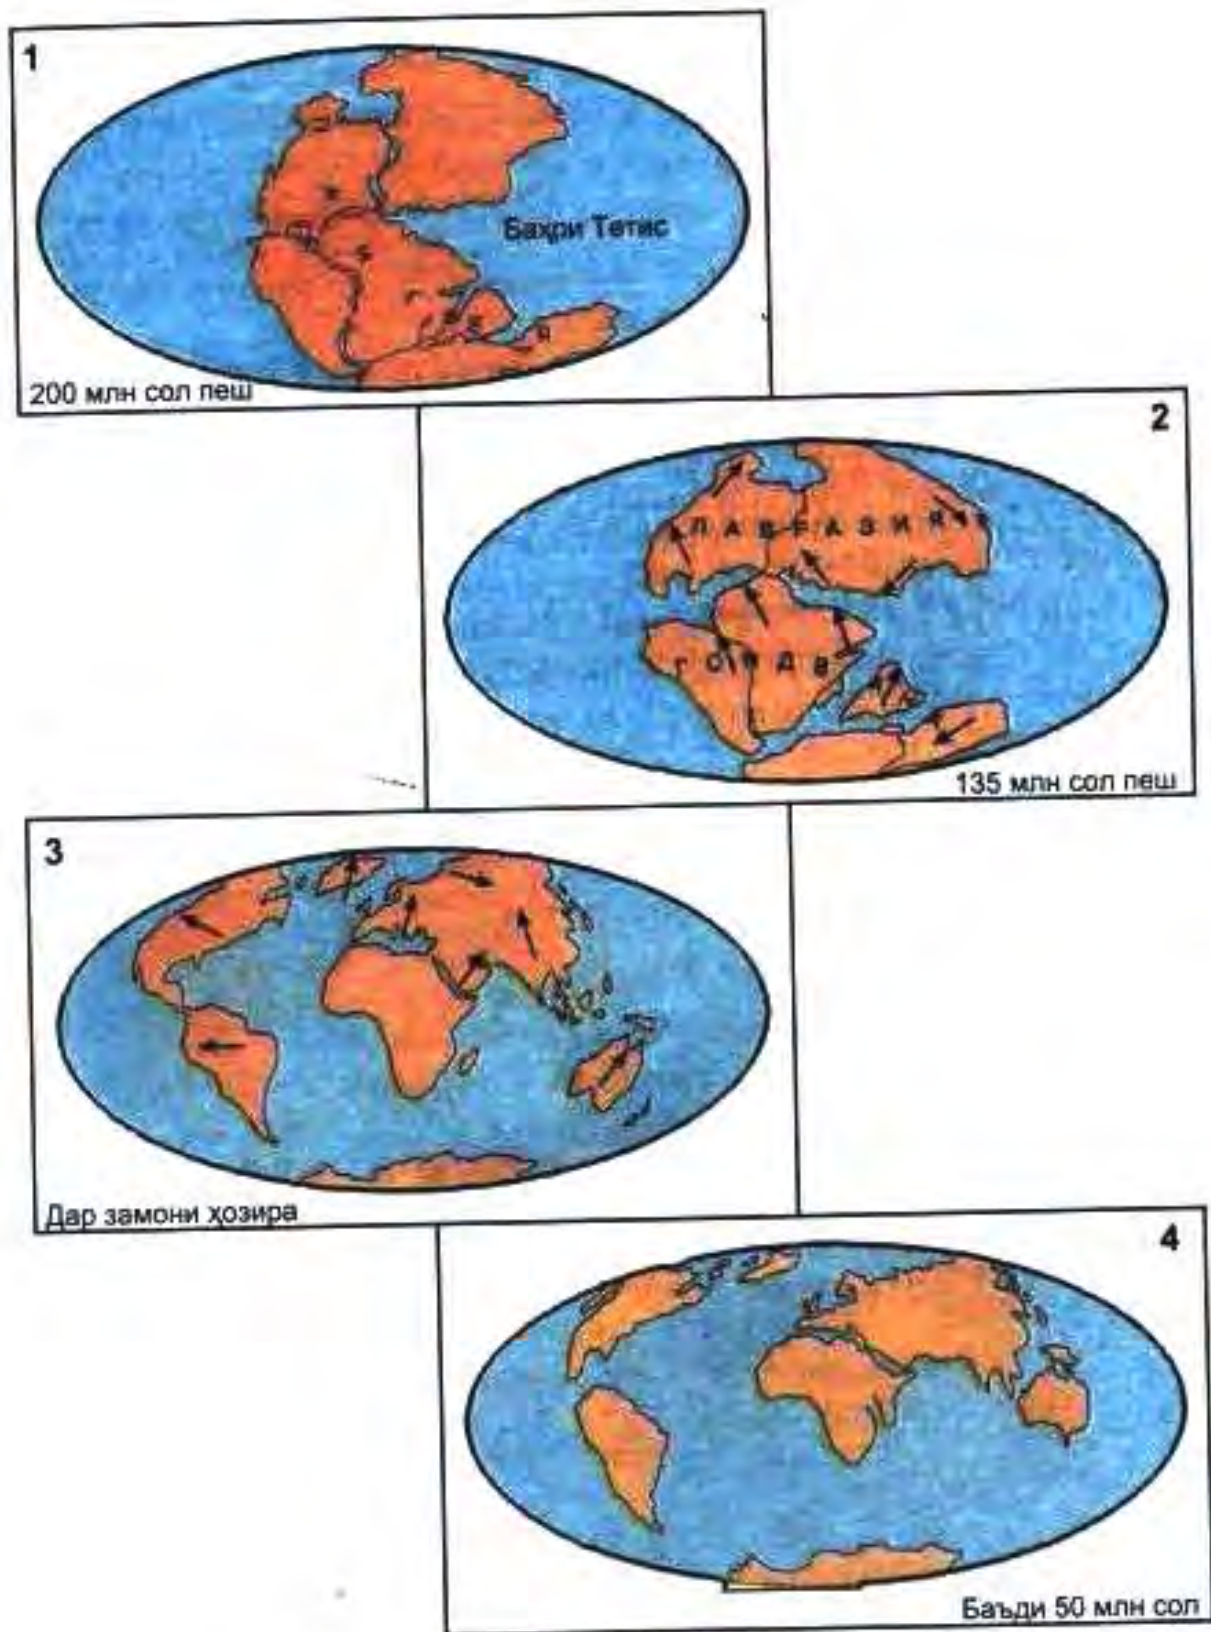 1
Баҳри Тетис
200 млн сол пеш
2
ЛАВРАЗИЯ
ГОНДВ
135 млн сол пеш
3
Дар замони ҳозира
4
Баъди 50 млн сол